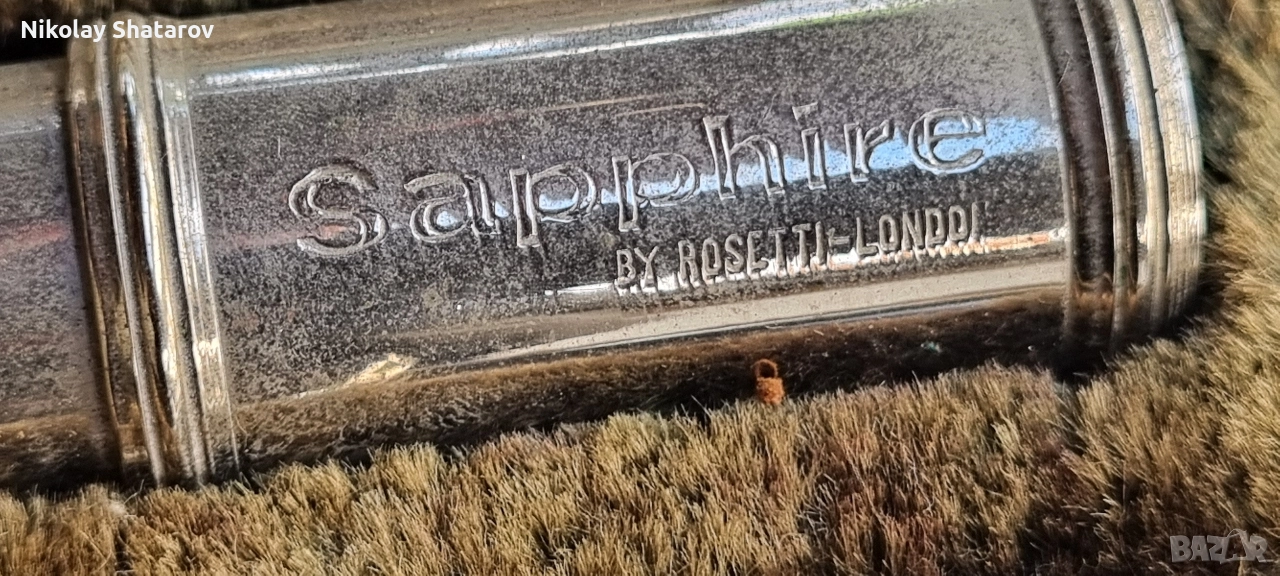 Nikolay Shatarov
sapphire
BY ROSETTI-LONDON
BAZAR